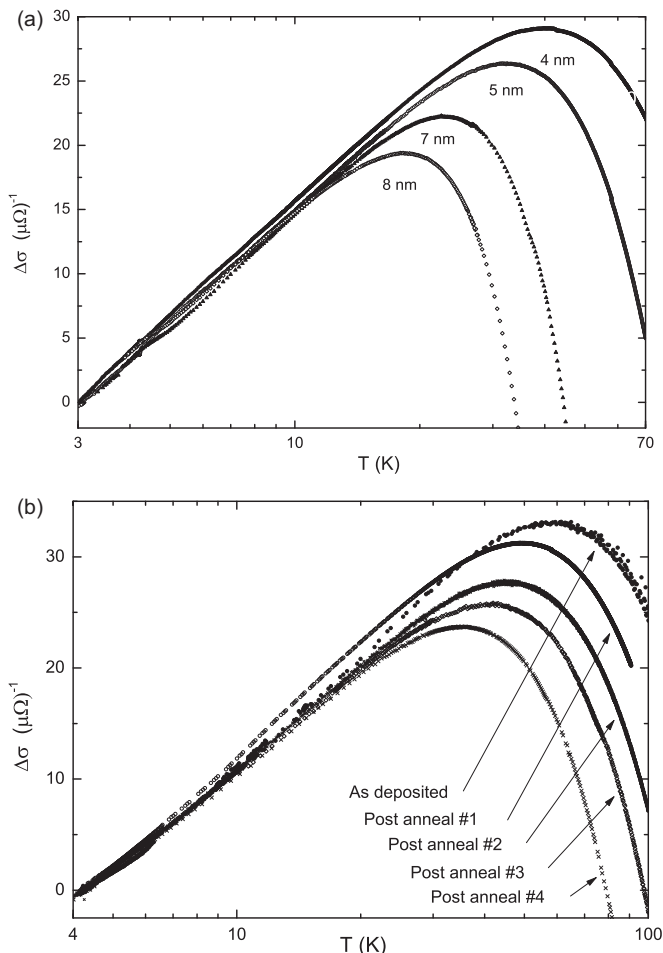 (a)
30
25
20
15
10
5
0
Δσ (μΩ)⁻¹
4 nm
5 nm
7 nm
8 nm
3
10
70
T (K)
(b)
30
20
10
0
Δσ (μΩ)⁻¹
As deposited
Post anneal #1
Post anneal #2
Post anneal #3
Post anneal #4
4
10
100
T (K)